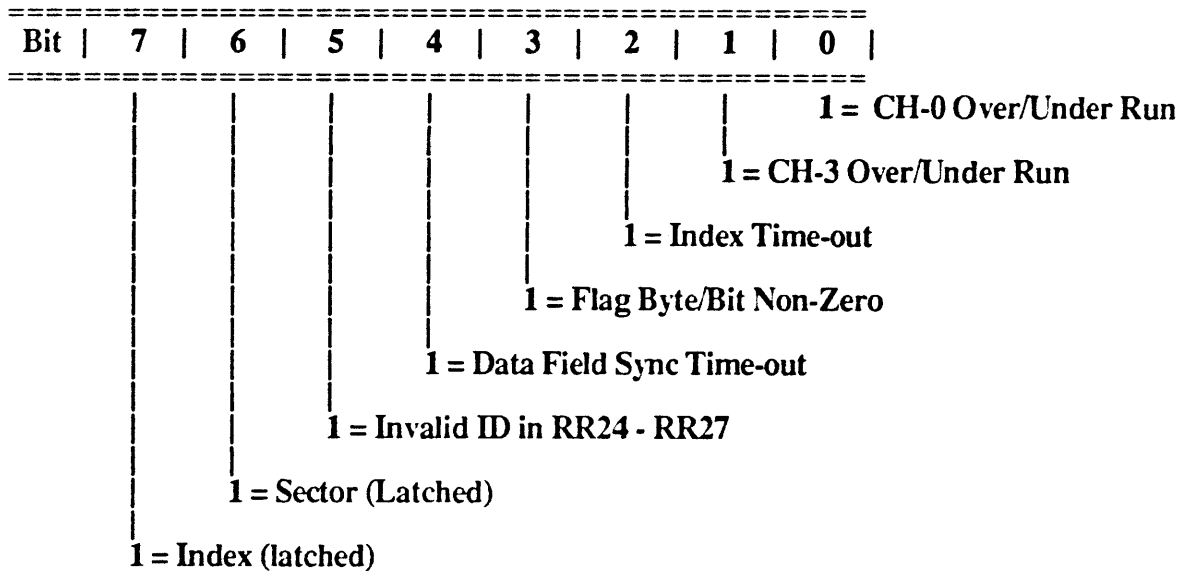 Bit | 7 | 6 | 5 | 4 | 3 | 2 | 1 | 0 |
1 = CH-0 Over/Under Run
1 = CH-3 Over/Under Run
1 = Index Time-out
1 = Flag Byte/Bit Non-Zero
1 = Data Field Sync Time-out
1 = Invalid ID in RR24 - RR27
1 = Sector (Latched)
1 = Index (latched)